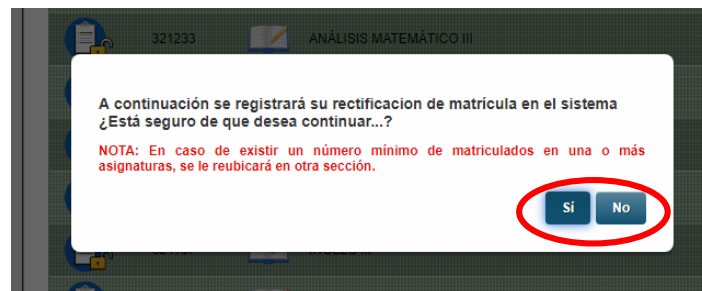 321233 ANÁLISIS MATEMÁTICO III
A continuación se registrará su rectificacion de matrícula en el sistema
¿Está seguro de que desea continuar...?
NOTA: En caso de existir un número mínimo de matriculados en una o más
asignaturas, se le reubicará en otra sección.
Sí No